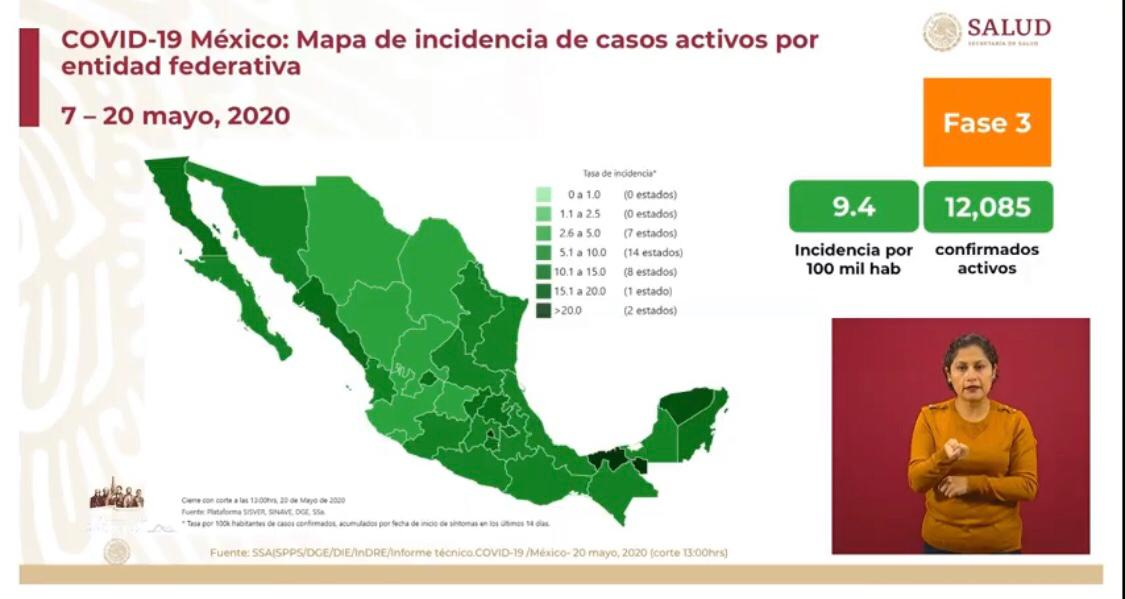 COVID-19 México: Mapa de incidencia de casos activos por
entidad federativa
7 – 20 mayo, 2020
SALUD
SECRETARÍA DE SALUD
Fase 3
9.4
Incidencia por
100 mil hab
12,085
confirmados
activos
Tasa de incidencia*
0 a 1.0 (0 estados)
1.1 a 2.5 (0 estados)
2.6 a 5.0 (7 estados)
5.1 a 10.0 (14 estados)
10.1 a 15.0 (8 estados)
15.1 a 20.0 (1 estado)
>20.0 (2 estados)
Cierre con corte a las 13:00hrs, 20 de Mayo de 2020
Fuente: Plataforma SISVER, SINAVE, DGE, SSa.
* Tasa por 100k habitantes de casos confirmados, acumulados por fecha de inicio de síntomas en los últimos 14 días.
Fuente: SSA(SPPS/DGE/DIE/InDRE/Informe técnico.COVID-19 /México- 20 mayo, 2020 (corte 13:00hrs)